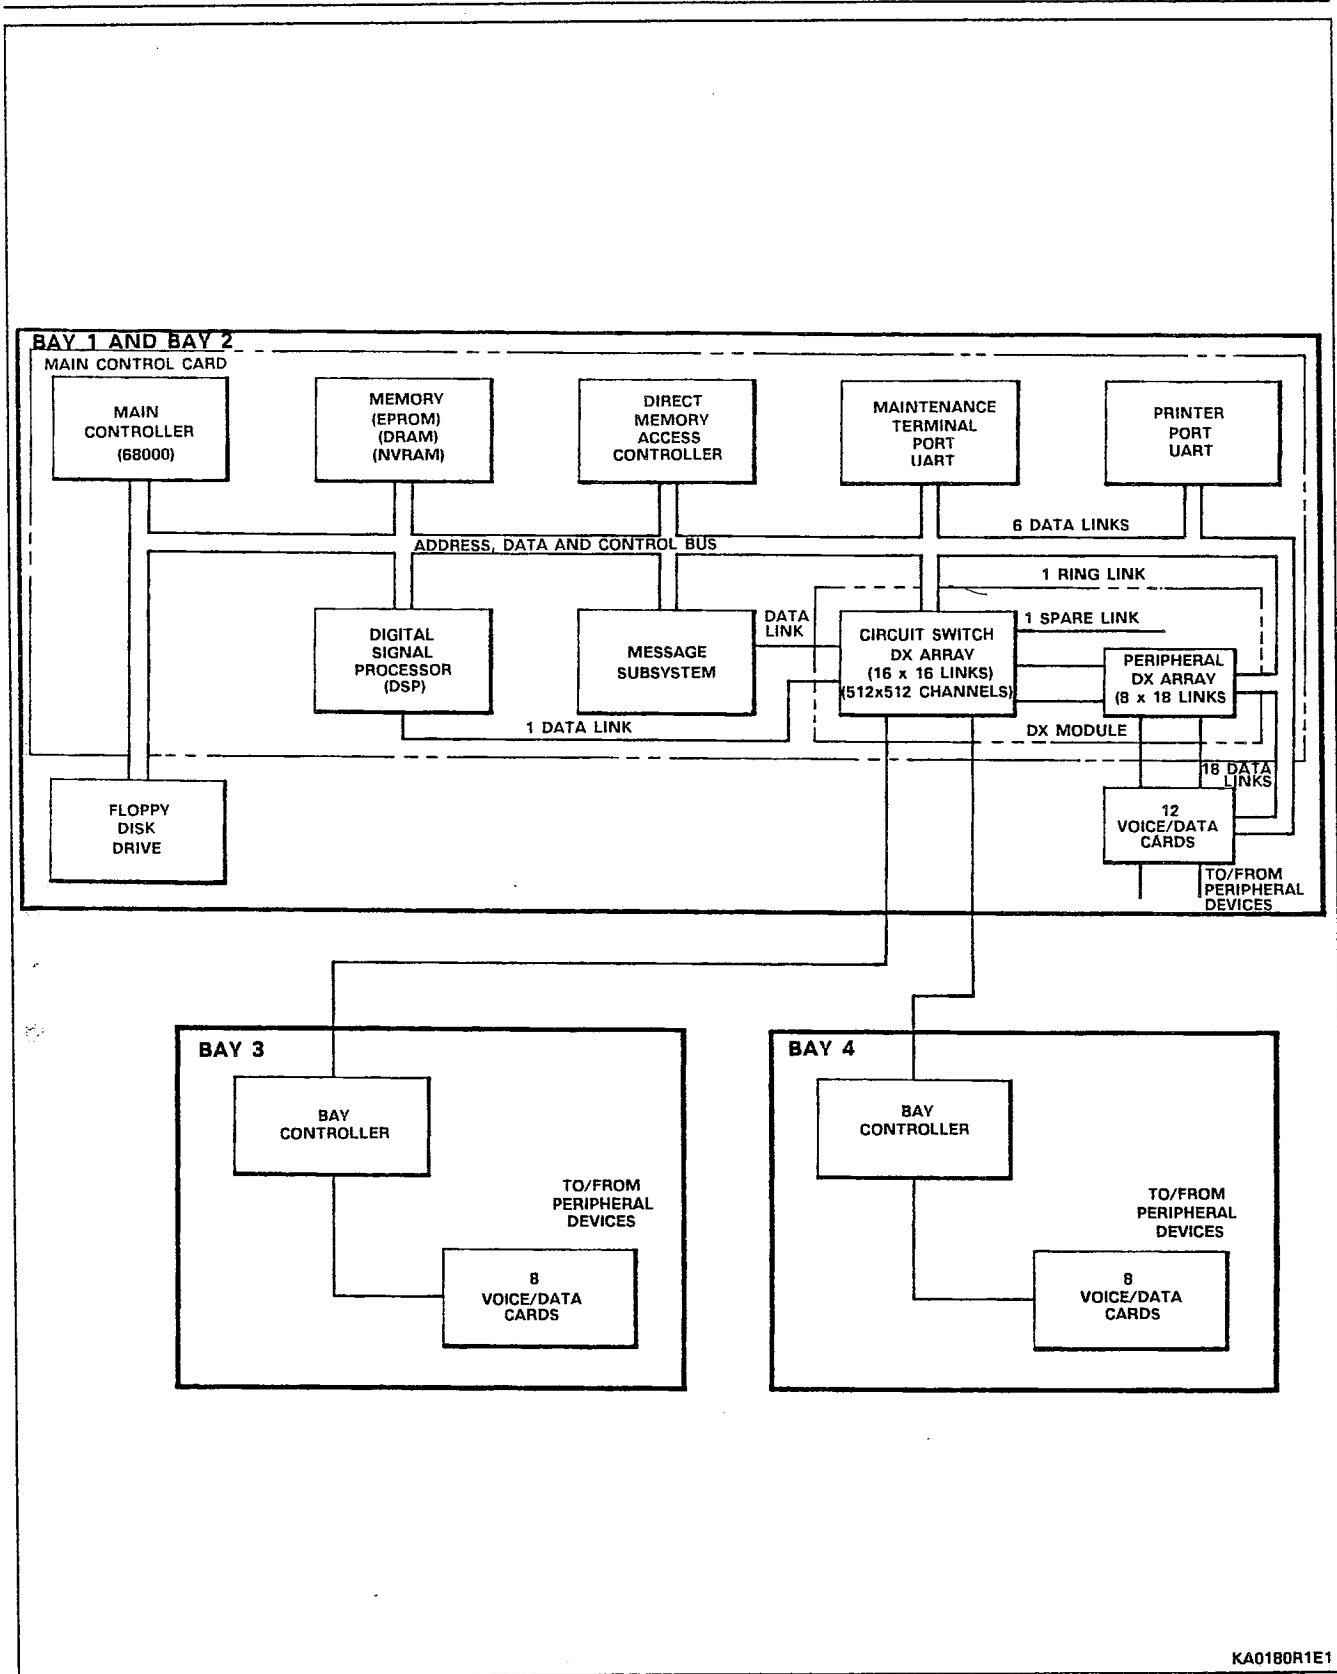 BAY 1 AND BAY 2
MAIN CONTROL CARD
MAIN
CONTROLLER
(68000)
MEMORY
(EPROM)
(DRAM)
(NVRAM)
DIRECT
MEMORY
ACCESS
CONTROLLER
MAINTENANCE
TERMINAL
PORT
UART
PRINTER
PORT
UART
6 DATA LINKS
ADDRESS, DATA AND CONTROL BUS
1 RING LINK
DIGITAL
SIGNAL
PROCESSOR
(DSP)
MESSAGE
SUBSYSTEM
DATA
LINK
CIRCUIT SWITCH
DX ARRAY
(16 x 16 LINKS)
(512x512 CHANNELS)
1 SPARE LINK
PERIPHERAL
DX ARRAY
(8 x 18 LINKS
1 DATA LINK
DX MODULE
18 DATA
LINKS
FLOPPY
DISK
DRIVE
12
VOICE/DATA
CARDS
TO/FROM
PERIPHERAL
DEVICES
BAY 3
BAY
CONTROLLER
TO/FROM
PERIPHERAL
DEVICES
8
VOICE/DATA
CARDS
BAY 4
BAY
CONTROLLER
TO/FROM
PERIPHERAL
DEVICES
8
VOICE/DATA
CARDS
KA0180R1E1